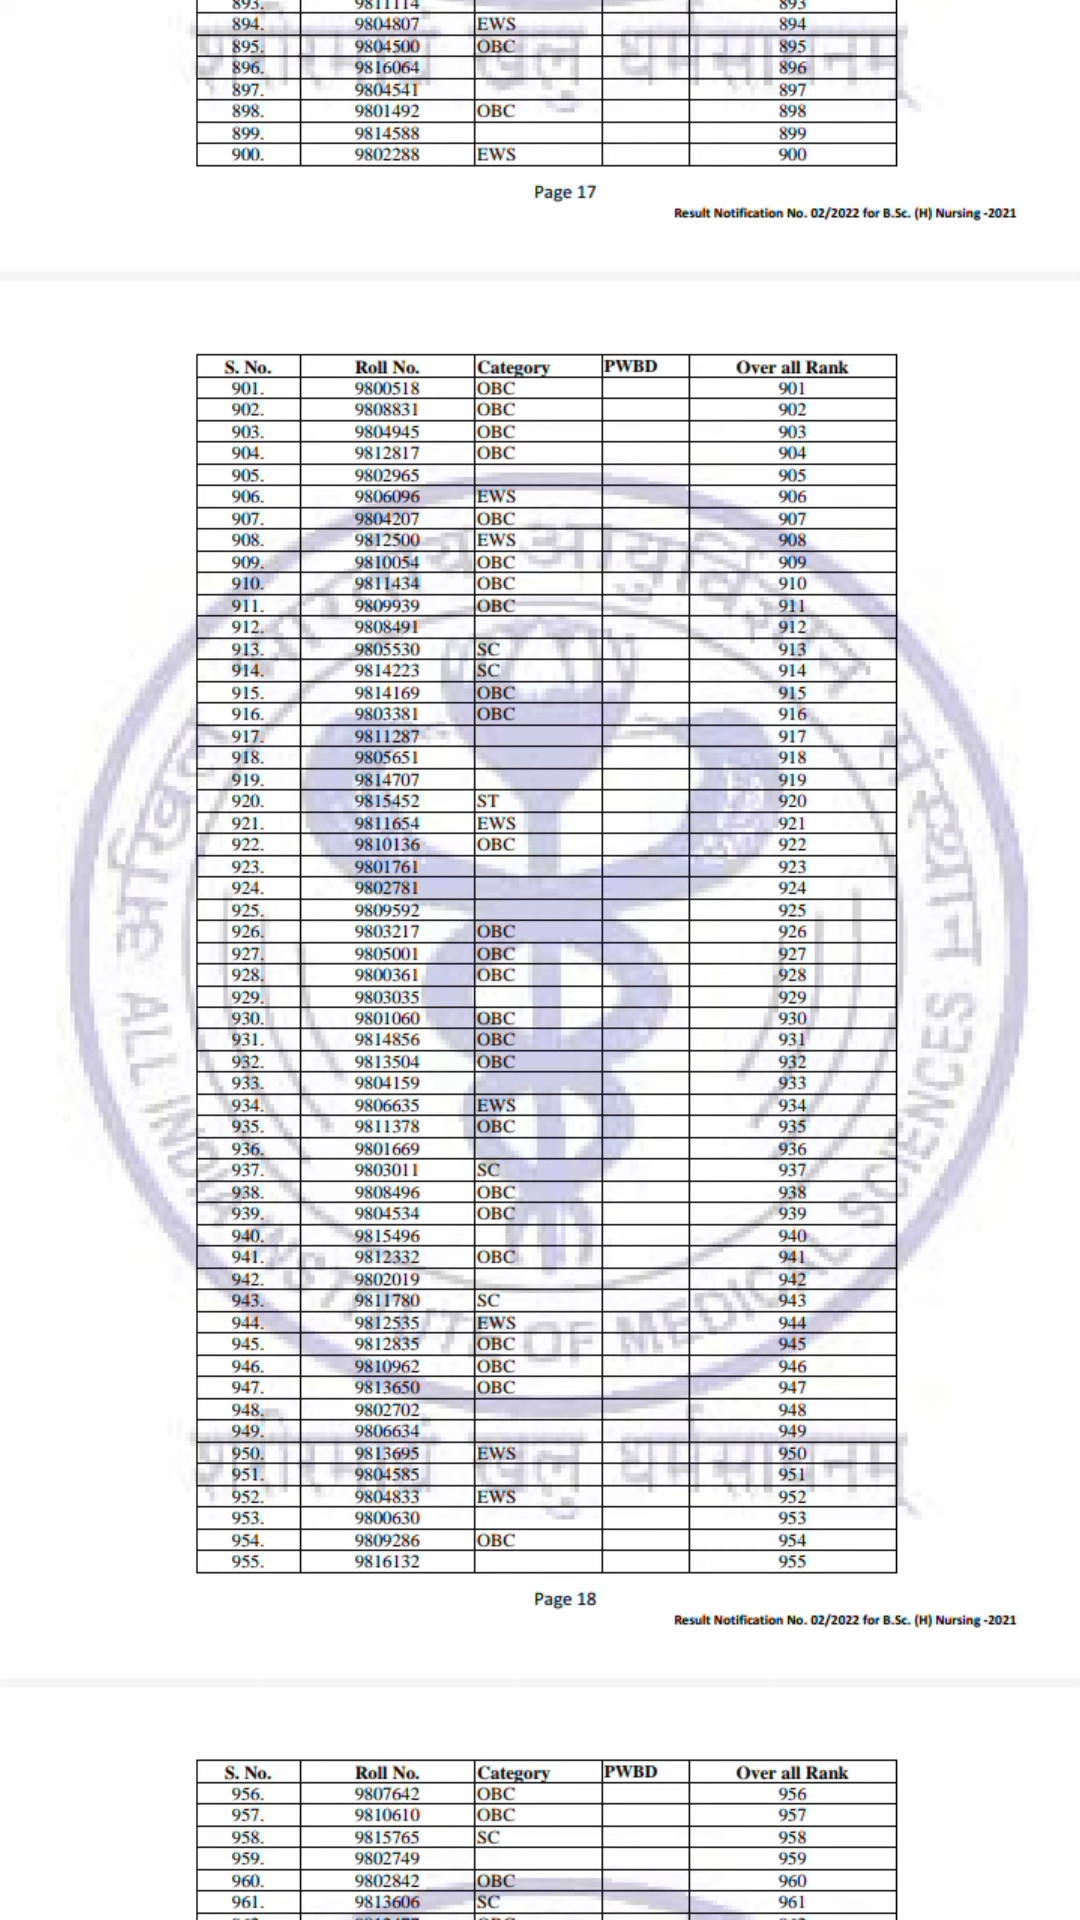 893. 9811114 893
894. 9804807 EWS 894
895. 9804500 OBC 895
896. 9816064 896
897. 9804541 897
898. 9801492 OBC 898
899. 9814588 899
900. 9802288 EWS 900
Page 17
Result Notification No. 02/2022 for B.Sc. (H) Nursing -2021
S. No. Roll No. Category PWBD Over all Rank
901. 9800518 OBC 901
902. 9808831 OBC 902
903. 9804945 OBC 903
904. 9812817 OBC 904
905. 9802965 905
906. 9806096 EWS 906
907. 9804207 OBC 907
908. 9812500 EWS 908
909. 9810054 OBC 909
910. 9811434 OBC 910
911. 9809939 OBC 911
912. 9808491 912
913. 9805530 SC 913
914. 9814223 SC 914
915. 9814169 OBC 915
916. 9803381 OBC 916
917. 9811287 917
918. 9805651 918
919. 9814707 919
920. 9815452 ST 920
921. 9811654 EWS 921
922. 9810136 OBC 922
923. 9801761 923
924. 9802781 924
925. 9809592 925
926. 9803217 OBC 926
927. 9805001 OBC 927
928. 9800361 OBC 928
929. 9803035 929
930. 9801060 OBC 930
931. 9814856 OBC 931
932. 9813504 OBC 932
933. 9804159 933
934. 9806635 EWS 934
935. 9811378 OBC 935
936. 9801669 936
937. 9803011 SC 937
938. 9808496 OBC 938
939. 9804534 OBC 939
940. 9815496 940
941. 9812332 OBC 941
942. 9802019 942
943. 9811780 SC 943
944. 9812535 EWS 944
945. 9812835 OBC 945
946. 9810962 OBC 946
947. 9813650 OBC 947
948. 9802702 948
949. 9806634 949
950. 9813695 EWS 950
951. 9804585 951
952. 9804833 EWS 952
953. 9800630 953
954. 9809286 OBC 954
955. 9816132 955
ALL INDIA INSTITUTE OF MEDICAL SCIENCES
Page 18
Result Notification No. 02/2022 for B.Sc. (H) Nursing -2021
S. No. Roll No. Category PWBD Over all Rank
956. 9807642 OBC 956
957. 9810610 OBC 957
958. 9815765 SC 958
959. 9802749 959
960. 9802842 OBC 960
961. 9813606 SC 961